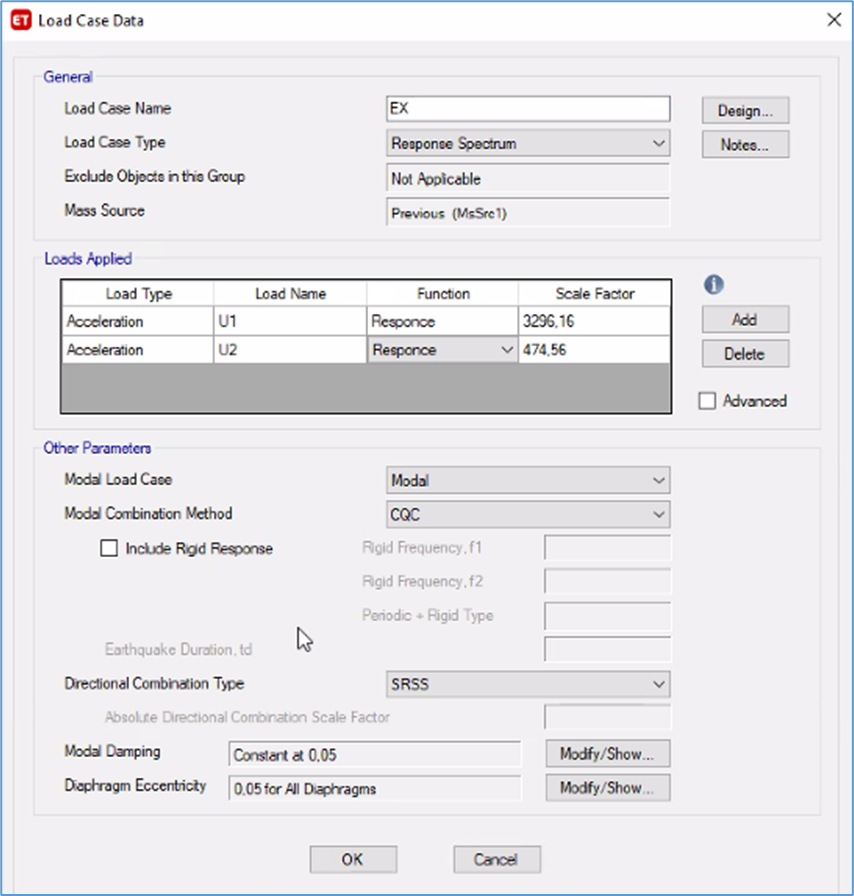 ET Load Case Data
General
Load Case Name EX Design...
Load Case Type Response Spectrum Notes...
Exclude Objects in this Group Not Applicable
Mass Source Previous (MsSrc1)
Loads Applied
Load Type Load Name Function Scale Factor
Acceleration U1 Responce 3296,16 Add
Acceleration U2 Responce 474,56 Delete
Advanced
Other Parameters
Modal Load Case Modal
Modal Combination Method CQC
Include Rigid Response Rigid Frequency, f1
Rigid Frequency, f2
Periodic + Rigid Type
Earthquake Duration, td
Directional Combination Type SRSS
Absolute Directional Combination Scale Factor
Modal Damping Constant at 0,05 Modify/Show...
Diaphragm Eccentricity 0,05 for All Diaphragms Modify/Show...
OK Cancel